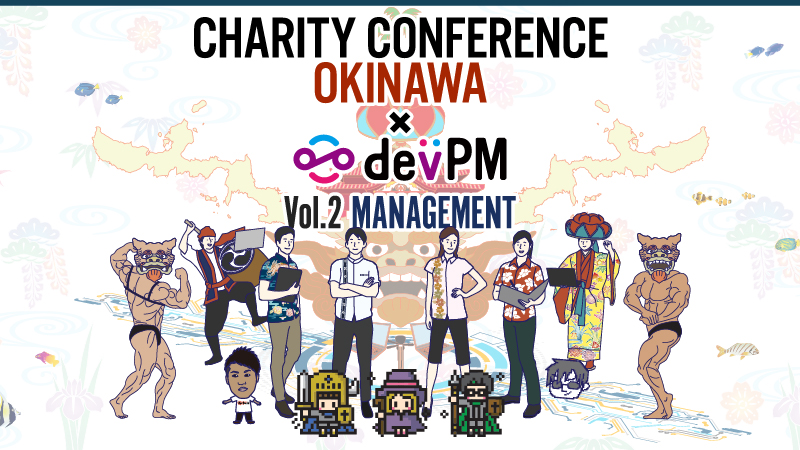 CHARITY CONFERENCE
OKINAWA
×
devPM
Vol.2 MANAGEMENT